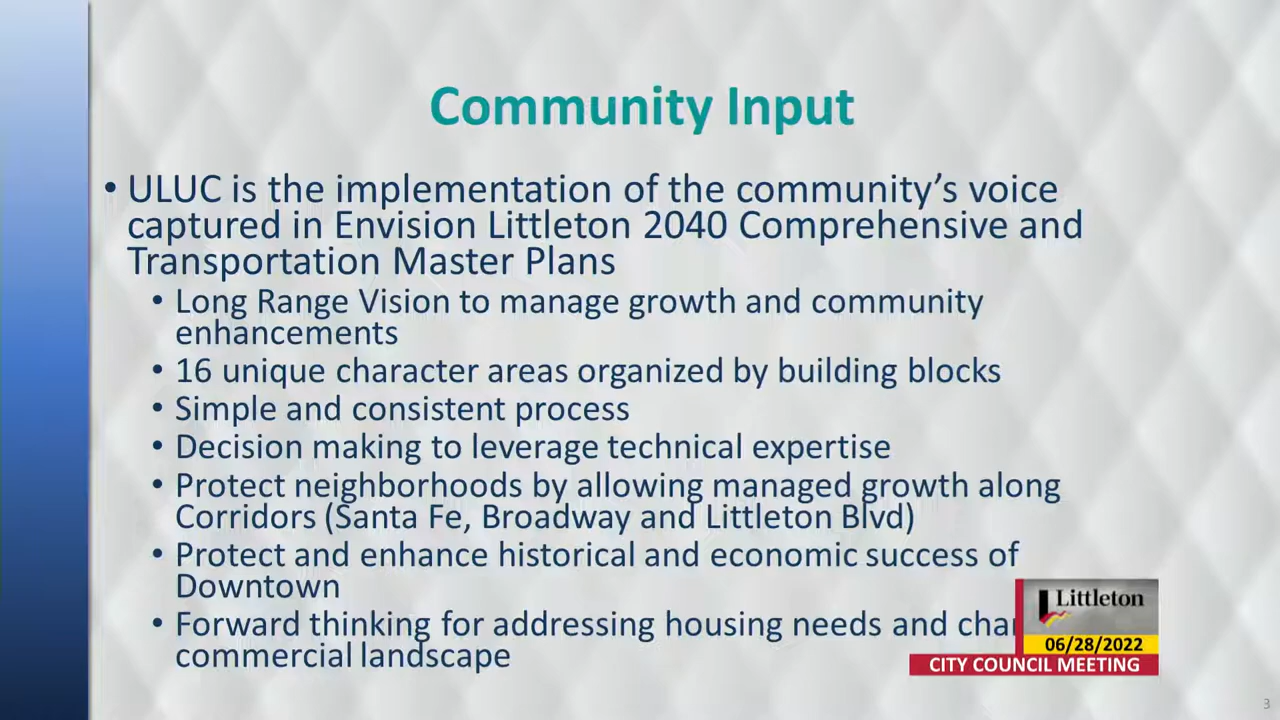 Community Input
• ULUC is the implementation of the community’s voice
captured in Envision Littleton 2040 Comprehensive and
Transportation Master Plans
• Long Range Vision to manage growth and community
enhancements
• 16 unique character areas organized by building blocks
• Simple and consistent process
• Decision making to leverage technical expertise
• Protect neighborhoods by allowing managed growth along
Corridors (Santa Fe, Broadway and Littleton Blvd)
• Protect and enhance historical and economic success of
Downtown
• Forward thinking for addressing housing needs and
commercial landscape
Littleton
06/28/2022
CITY COUNCIL MEETING
3